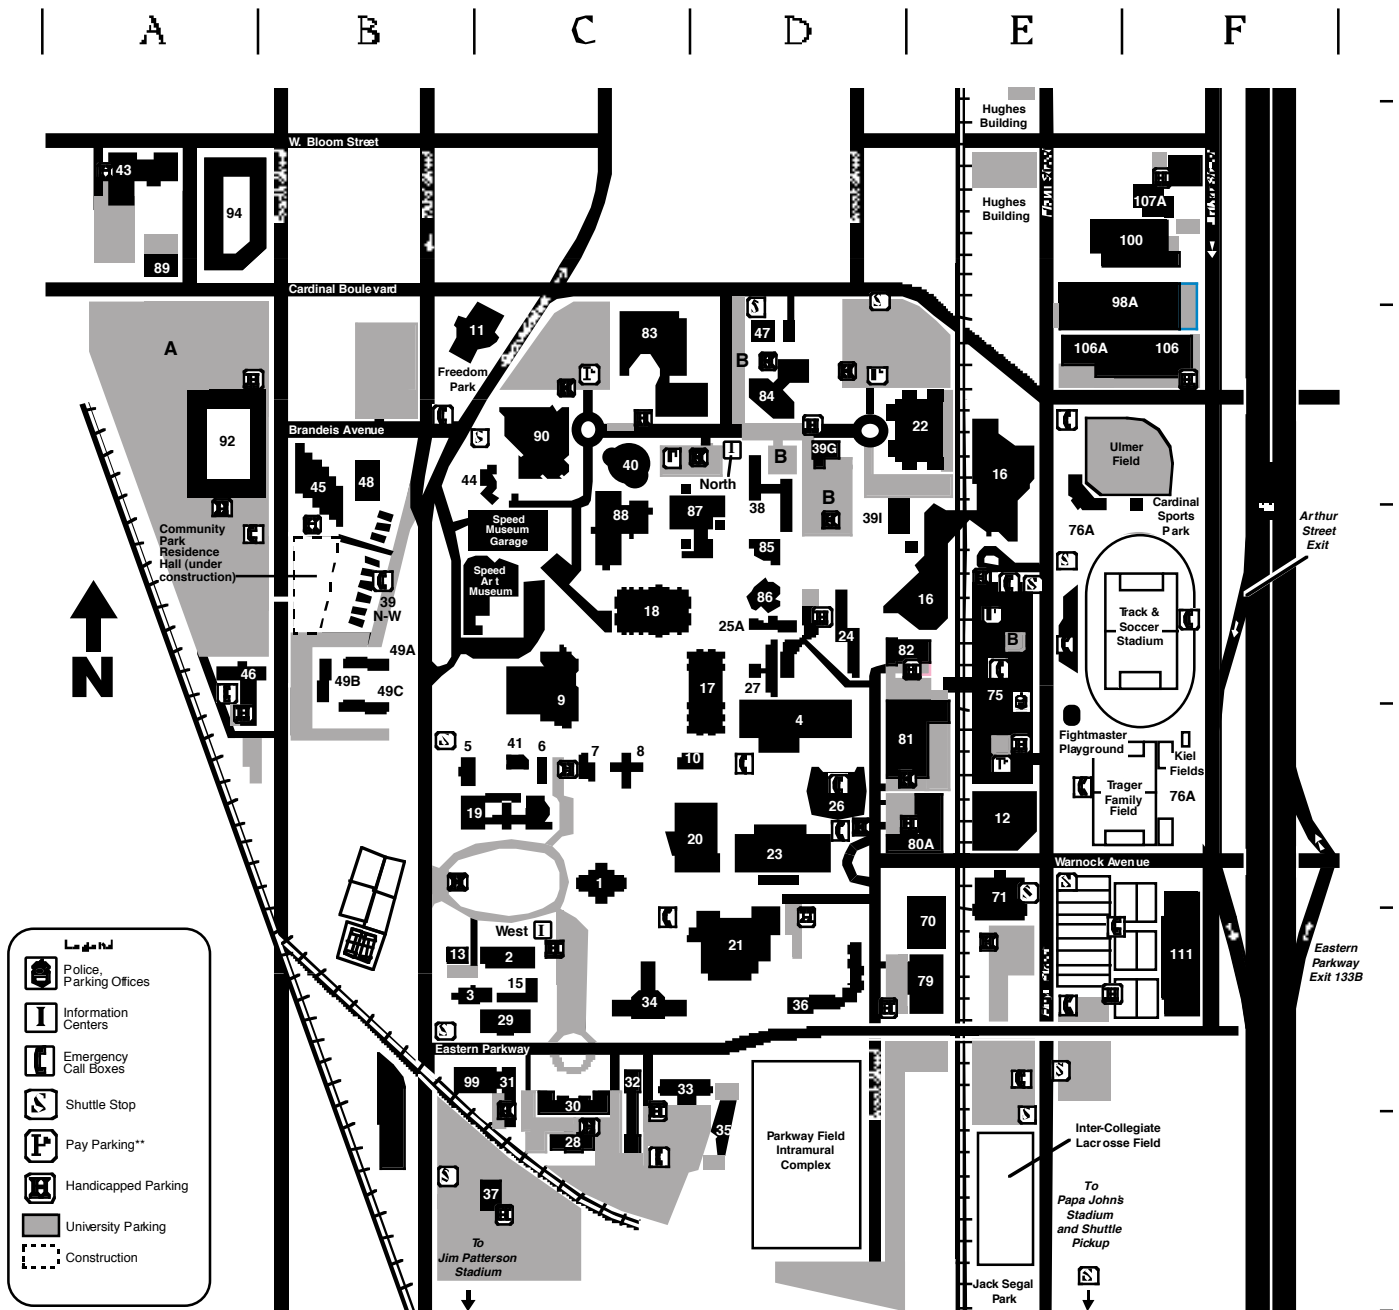 A B C D E F
Hughes
Building
W. Bloom Street
43
94
89
Hughes
Building
107A
100
Cardinal Boulevard
98A
106A 106
A
11
Freedom
Park
83
47
B
84
22
92
Brandeis Avenue
90
40
I
North
39G
B
B
16
Ulmer
Field
45
48
44
Speed
Museum
Garage
88
87
38
39I
76A
Cardinal
Sports
Park
Arthur
Street
Exit
Community
Park
Residence
Hall (under
construction)
39
N-W
Speed
Art
Museum
85
86
18
25A
24
16
B
Track &
Soccer
Stadium
N
46
49A
49B
49C
9
17
27
82
75
4
81
Fightmaster
Playground
Kiel
Fields
76A
5
41
6
7
8
10
26
Trager
Family
Field
19
20
23
80A
12
Warnock Avenue
1
71
70
West I
13
2
21
111
Eastern
Parkway
Exit 133B
3
15
29
34
36
79
Eastern Parkway
99
31
30
32
33
28
35
37
Parkway Field
Intramural
Complex
Inter-Collegiate
Lacrosse Field
To
Papa John's
Stadium
and Shuttle
Pickup
To
Jim Patterson
Stadium
Jack Segal
Park
Legend
Police,
Parking Offices
I Information
Centers
Emergency
Call Boxes
S Shuttle Stop
P Pay Parking**
H Handicapped Parking
University Parking
Construction